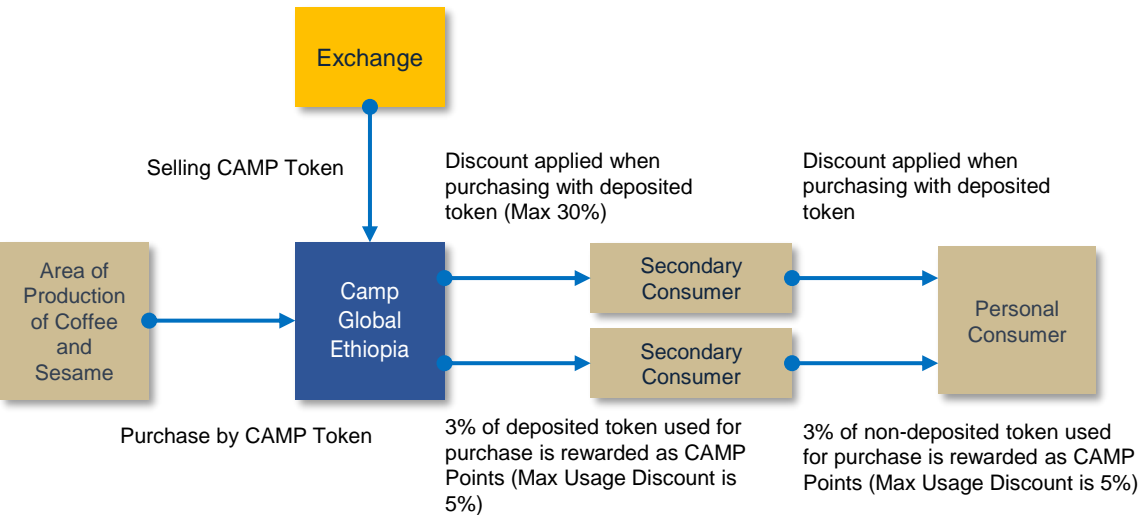 Exchange
Selling CAMP Token
Discount applied when
purchasing with deposited
token (Max 30%)
Discount applied when
purchasing with deposited
token
Area of
Production
of Coffee
and
Sesame
Camp
Global
Ethiopia
Secondary
Consumer
Secondary
Consumer
Personal
Consumer
Purchase by CAMP Token
3% of deposited token used for
purchase is rewarded as CAMP
Points (Max Usage Discount is
5%)
3% of non-deposited token used
for purchase is rewarded as CAMP
Points (Max Usage Discount is 5%)